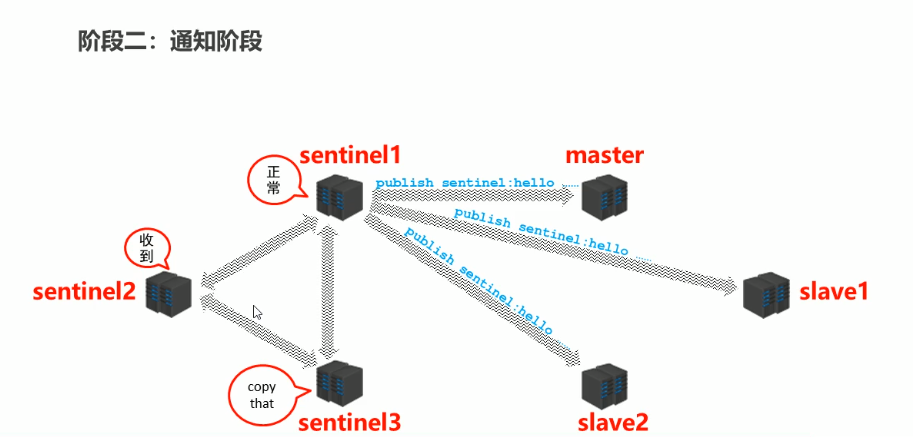 阶段二：通知阶段
sentinel1
master
正
常
publish sentinel:hello ……
publish sentinel:hello ……
publish sentinel:hello ……
收
到
sentinel2
slave1
copy
that
sentinel3
slave2